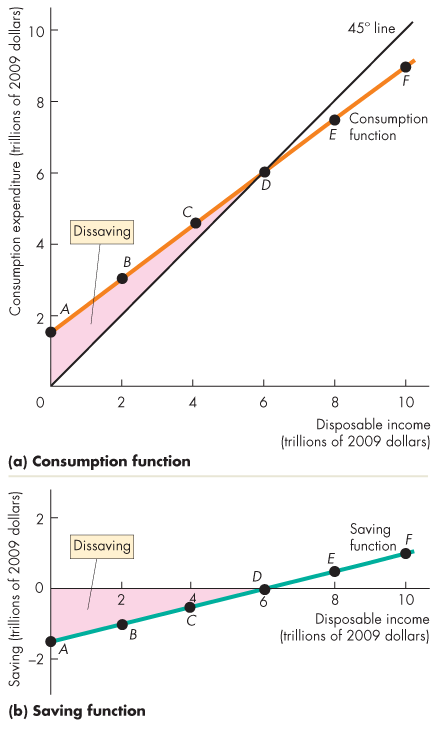 Consumption expenditure (trillions of 2009 dollars)
10
8
6
4
2
0
45° line
F
Consumption
function
E
D
C
Dissaving
B
A
2
4
6
8
10
Disposable income
(trillions of 2009 dollars)
(a) Consumption function
Saving (trillions of 2009 dollars)
2
0
–2
Dissaving
Saving
function
F
E
D
2
4
6
8
10
C
B
A
Disposable income
(trillions of 2009 dollars)
(b) Saving function